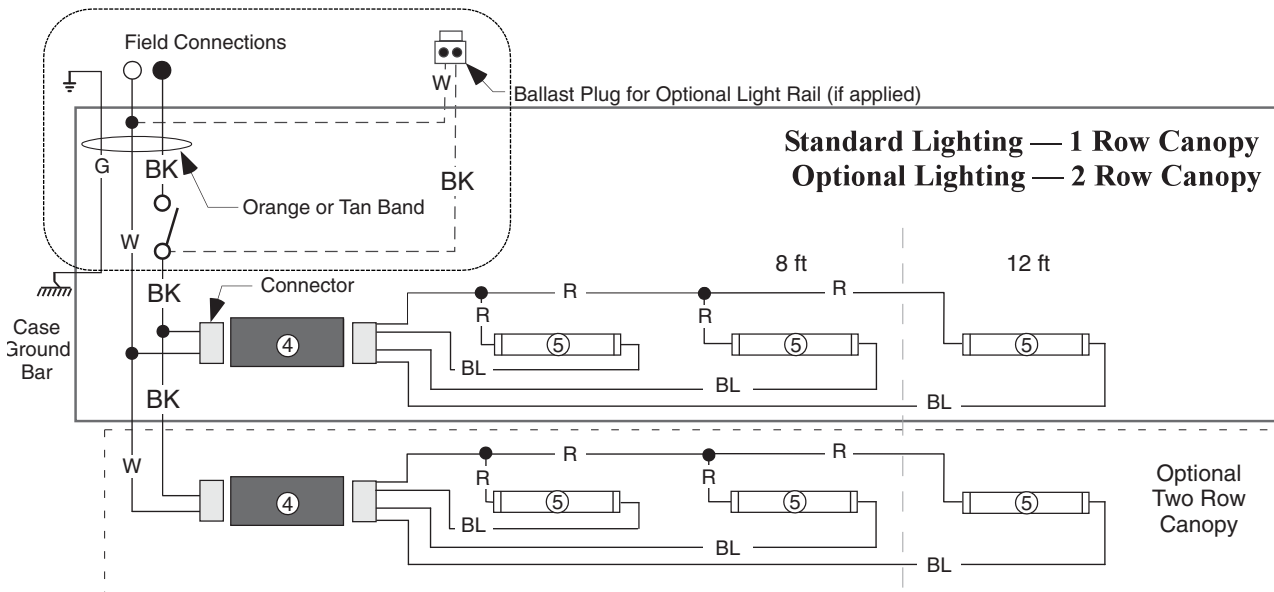 Field Connections
W
Ballast Plug for Optional Light Rail (if applied)
Standard Lighting — 1 Row Canopy
Optional Lighting — 2 Row Canopy
G
BK
BK
Orange or Tan Band
W
8 ft
12 ft
BK
Connector
R
R
Case
Ground
Bar
R
R
4
5
5
5
BL
BL
BL
BK
W
R
R
R
R
4
5
5
5
BL
BL
BL
Optional
Two Row
Canopy